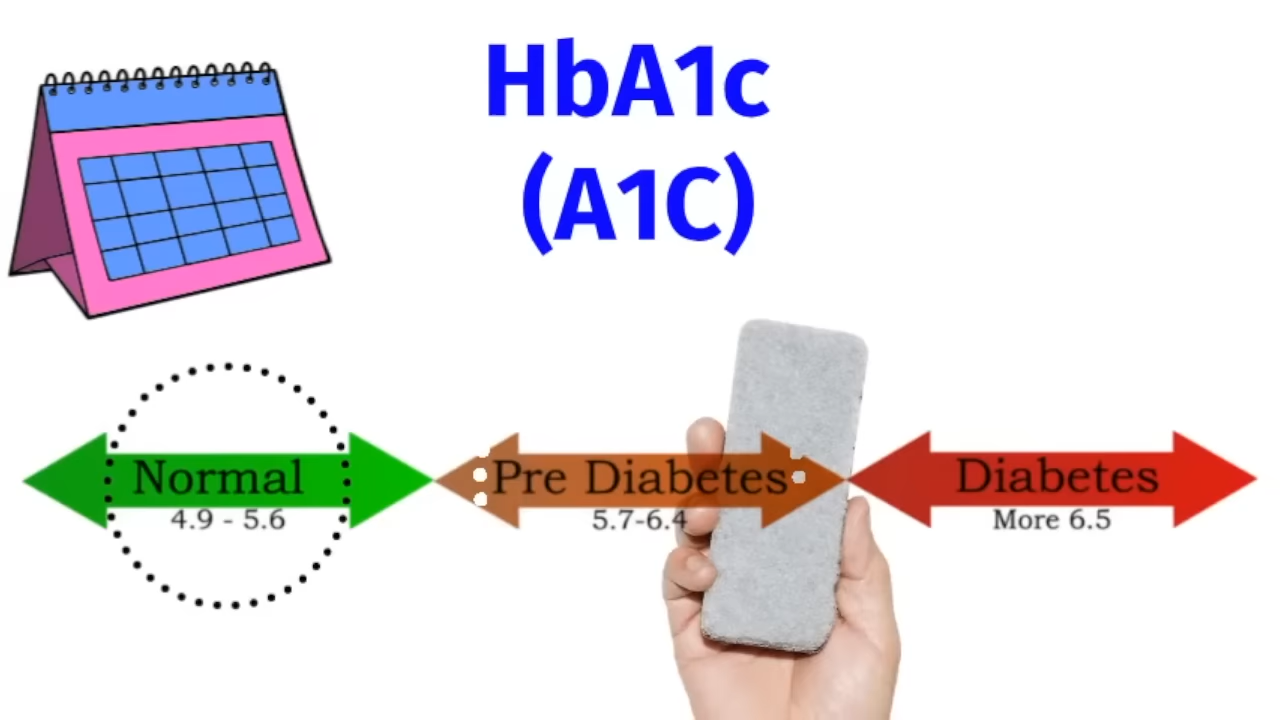 HbA1c
(A1C)
Normal
4.9 - 5.6
Pre Diabetes
5.7-6.4
Diabetes
More 6.5